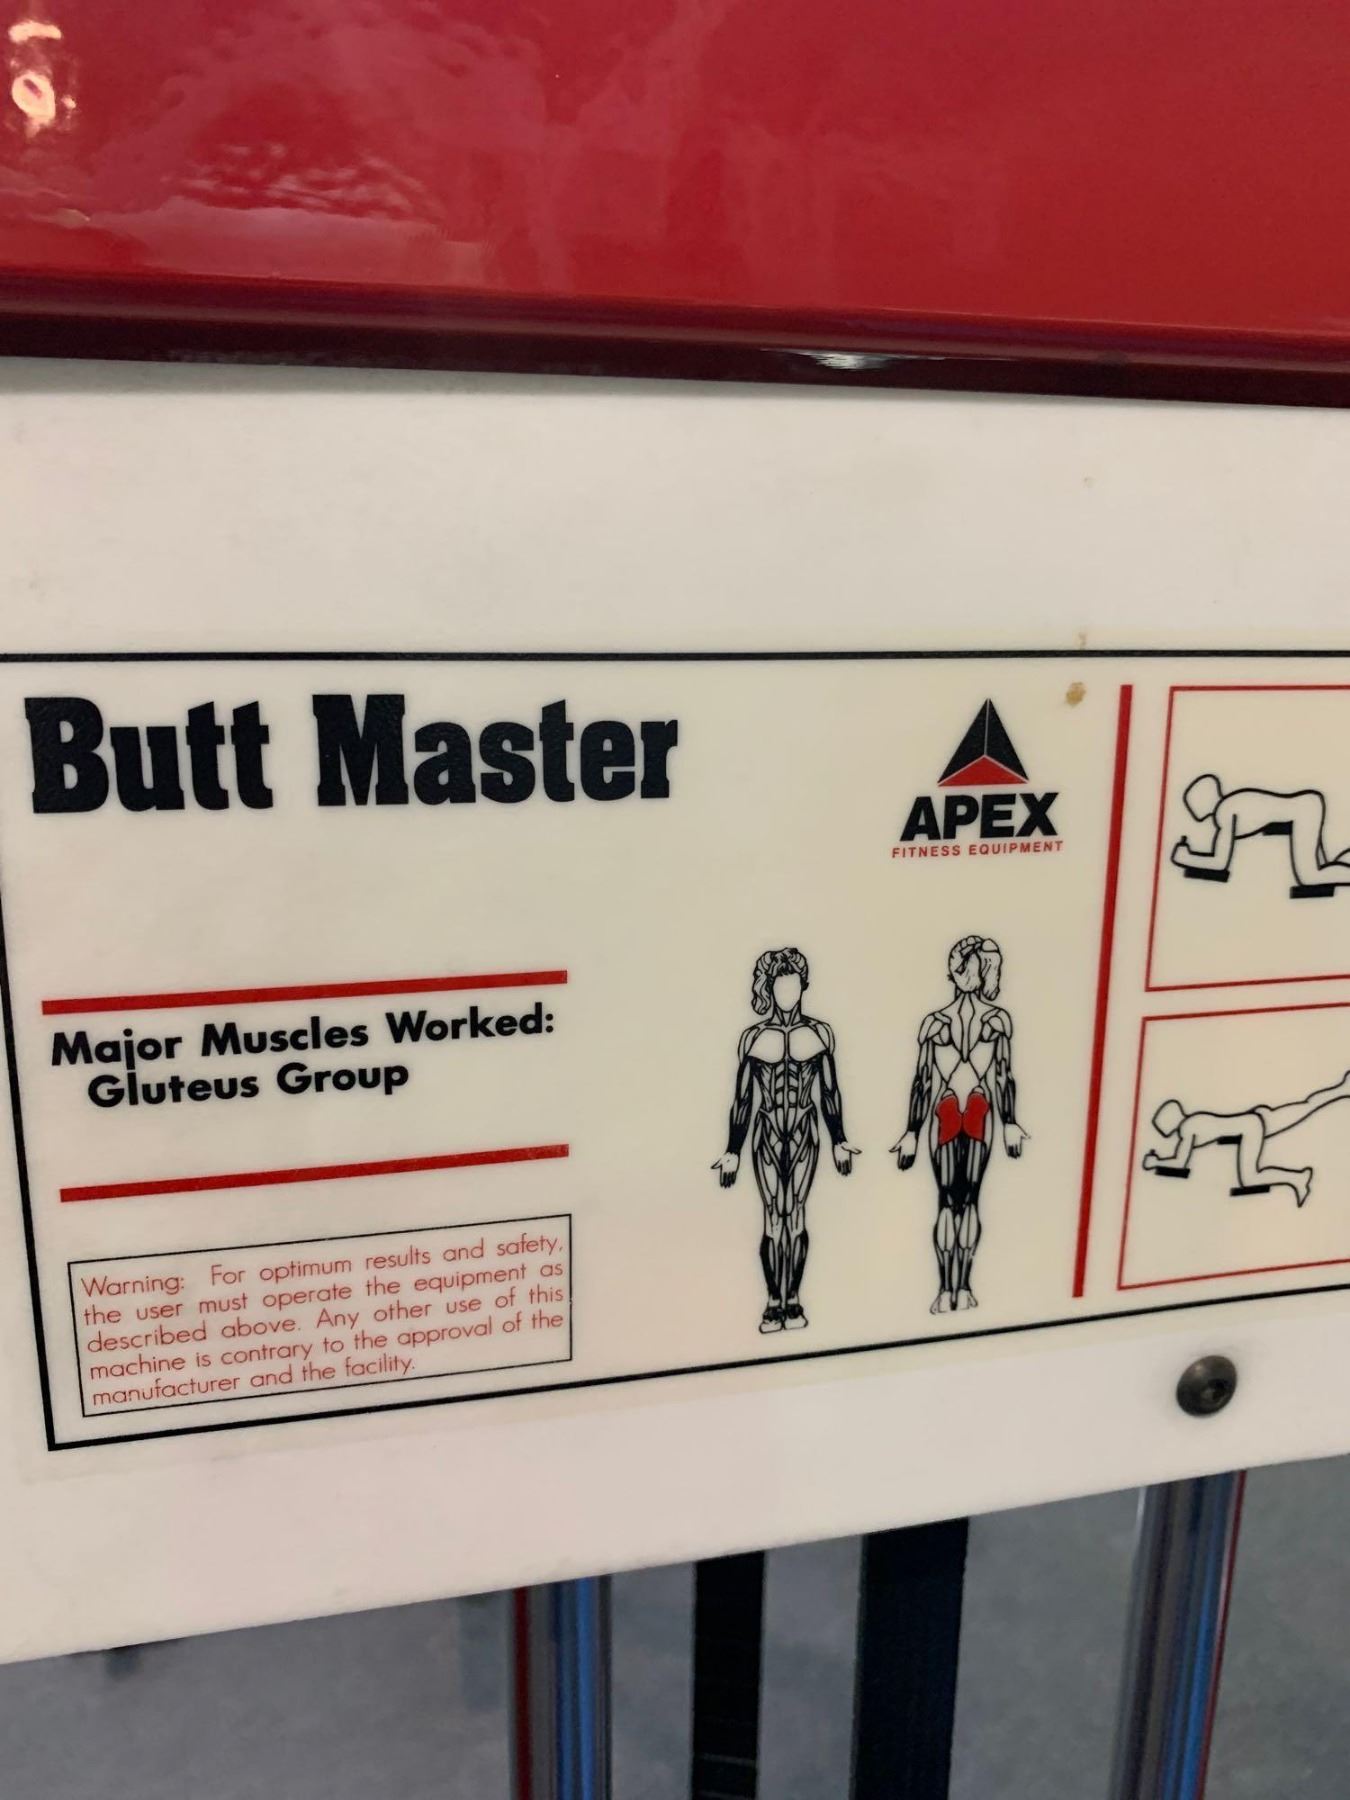 Butt Master
APEX
FITNESS EQUIPMENT
Major Muscles Worked:
Gluteus Group
Warning: For optimum results and safety,
the user must operate the equipment as
described above. Any other use of this
machine is contrary to the approval of the
manufacturer and the facility.